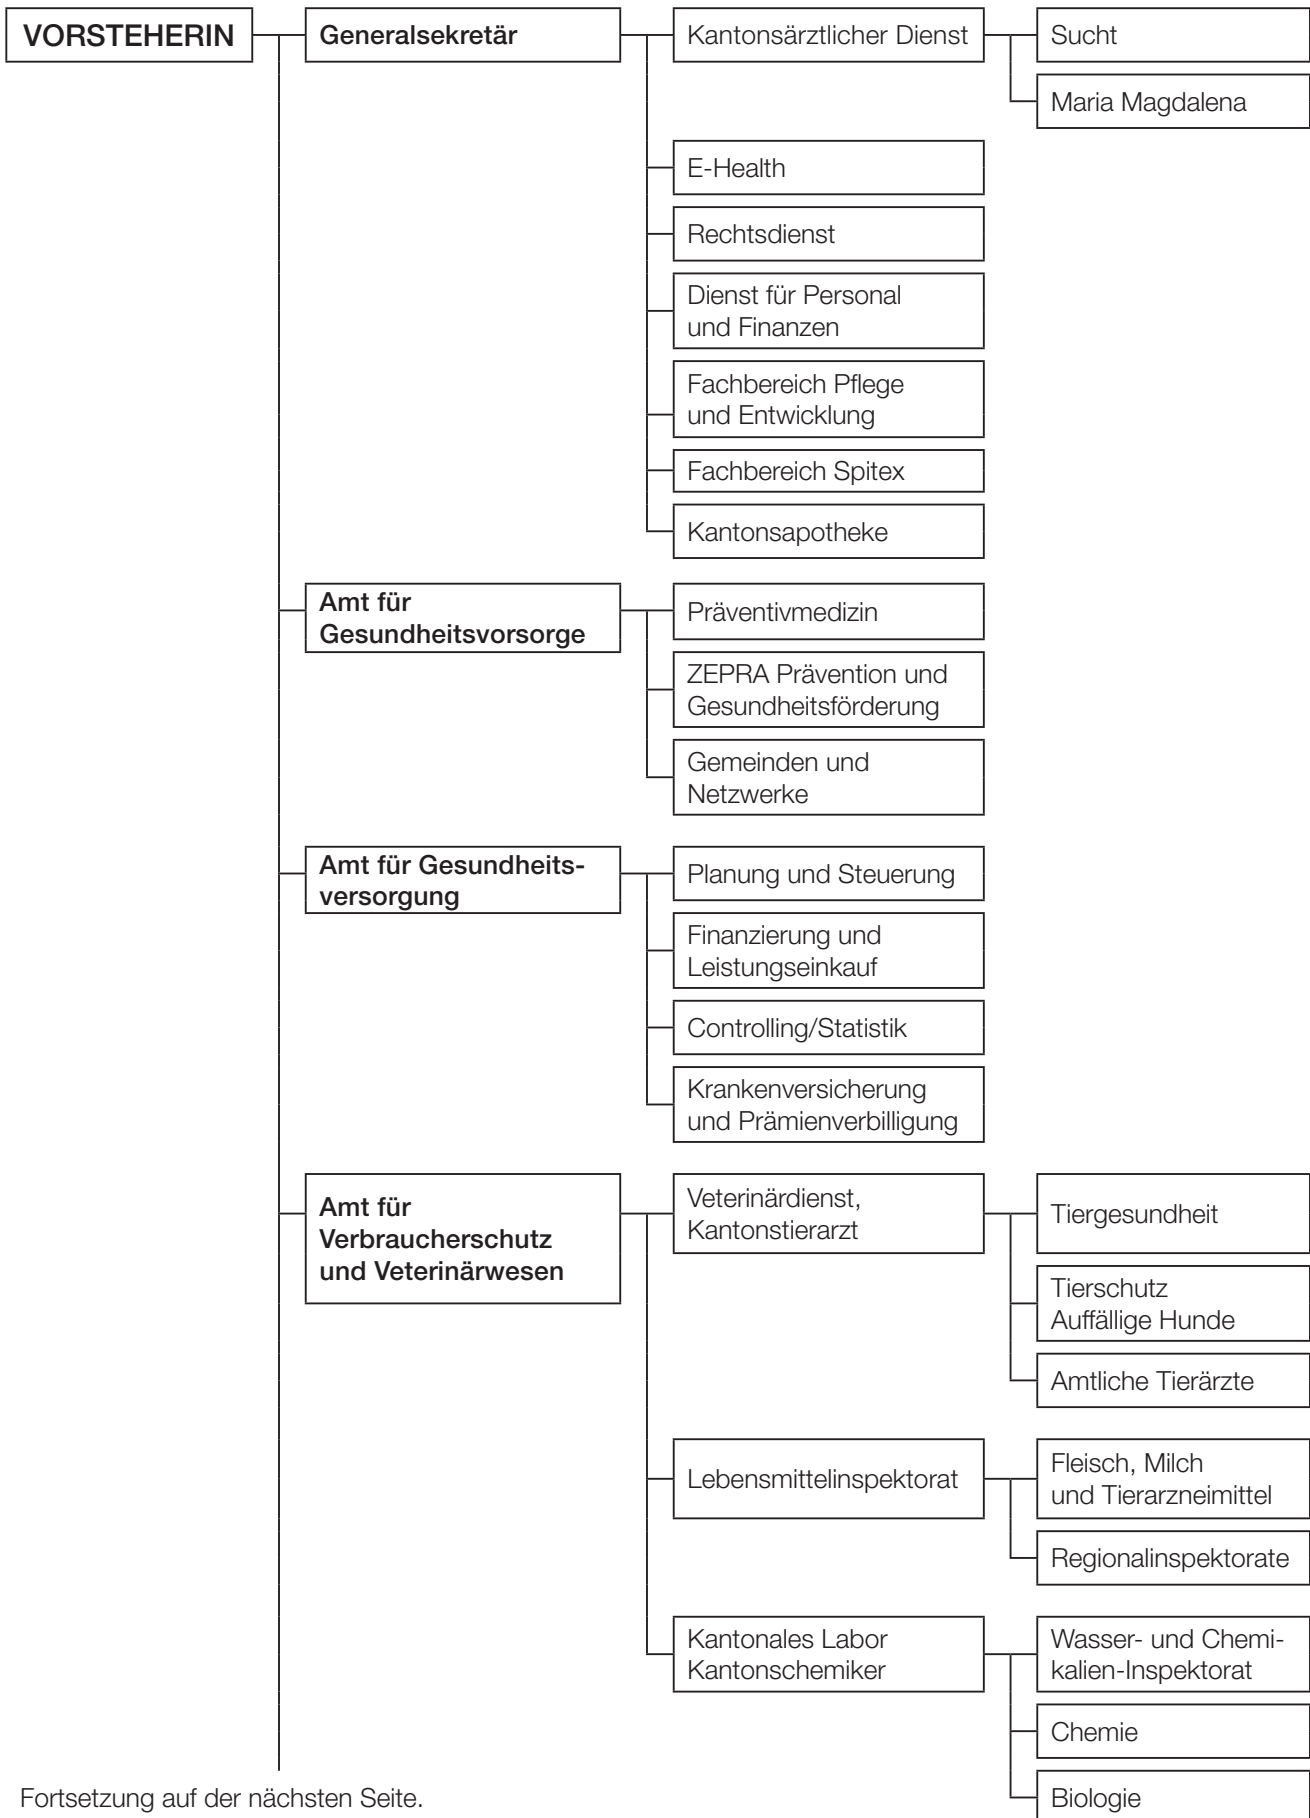 VORSTEHERIN
Generalsekretär
Kantonsärztlicher Dienst
Sucht
Maria Magdalena
E-Health
Rechtsdienst
Dienst für Personal
und Finanzen
Fachbereich Pflege
und Entwicklung
Fachbereich Spitex
Kantonsapotheke
Amt für
Gesundheitsvorsorge
Präventivmedizin
ZEPRA Prävention und
Gesundheitsförderung
Gemeinden und
Netzwerke
Amt für Gesundheits-
versorgung
Planung und Steuerung
Finanzierung und
Leistungseinkauf
Controlling/Statistik
Krankenversicherung
und Prämienverbilligung
Amt für
Verbraucherschutz
und Veterinärwesen
Veterinärdienst,
Kantonstierarzt
Tiergesundheit
Tierschutz
Auffällige Hunde
Amtliche Tierärzte
Lebensmittelinspektorat
Fleisch, Milch
und Tierarzneimittel
Regionalinspektorate
Kantonales Labor
Kantonschemiker
Wasser- und Chemi-
kalien-Inspektorat
Chemie
Biologie
Fortsetzung auf der nächsten Seite.